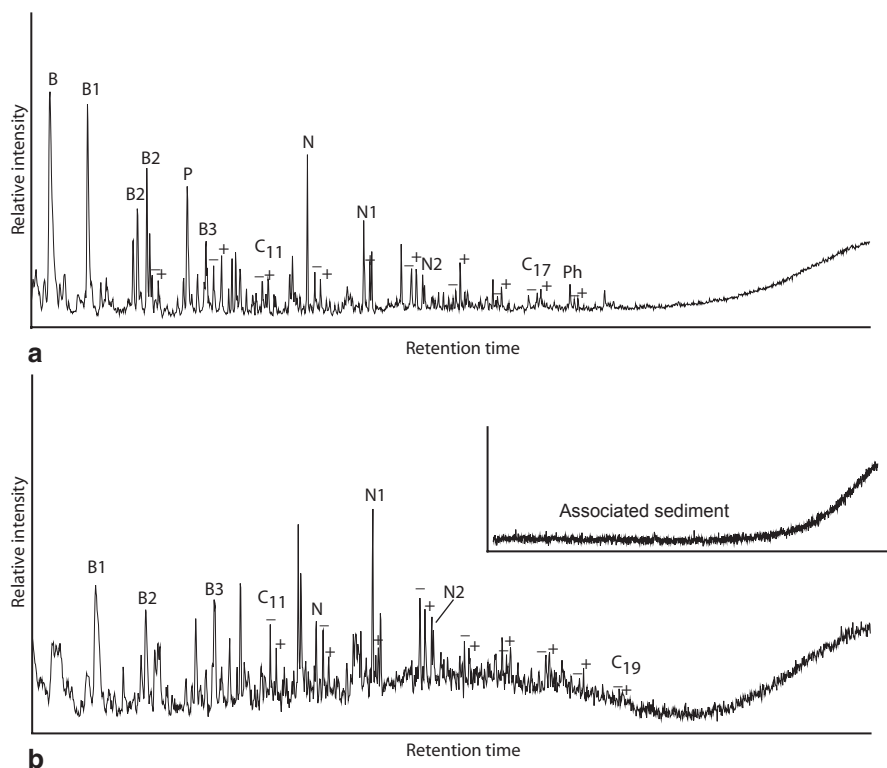 Relative intensity
B
B1
B2
B2
− +
P
B3
− +
C11
− +
N
− +
N1
+
− +
N2
− +
− +
C17
− +
Ph
− +
Retention time
a
Relative intensity
B1
B2
B3
C11
− +
N
− +
N1
+
− +
N2
− +
− +
− +
− +
C19
− +
Associated sediment
Retention time
b